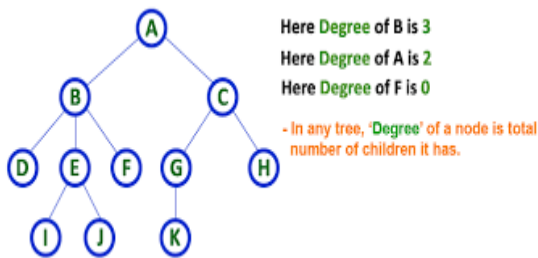 A
Here Degree of B is 3
Here Degree of A is 2
B C
Here Degree of F is 0
- In any tree, ‘Degree’ of a node is total
number of children it has.
D E F G H
I J K